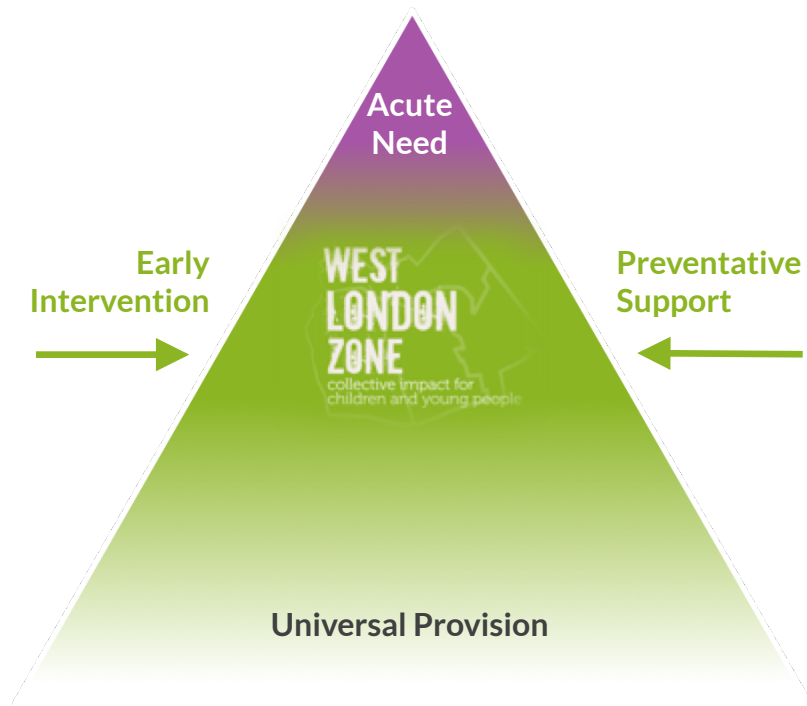 Acute
Need
Early
Intervention
Preventative
Support
WEST
LONDON
ZONE
collective impact for
children and young people
Universal Provision